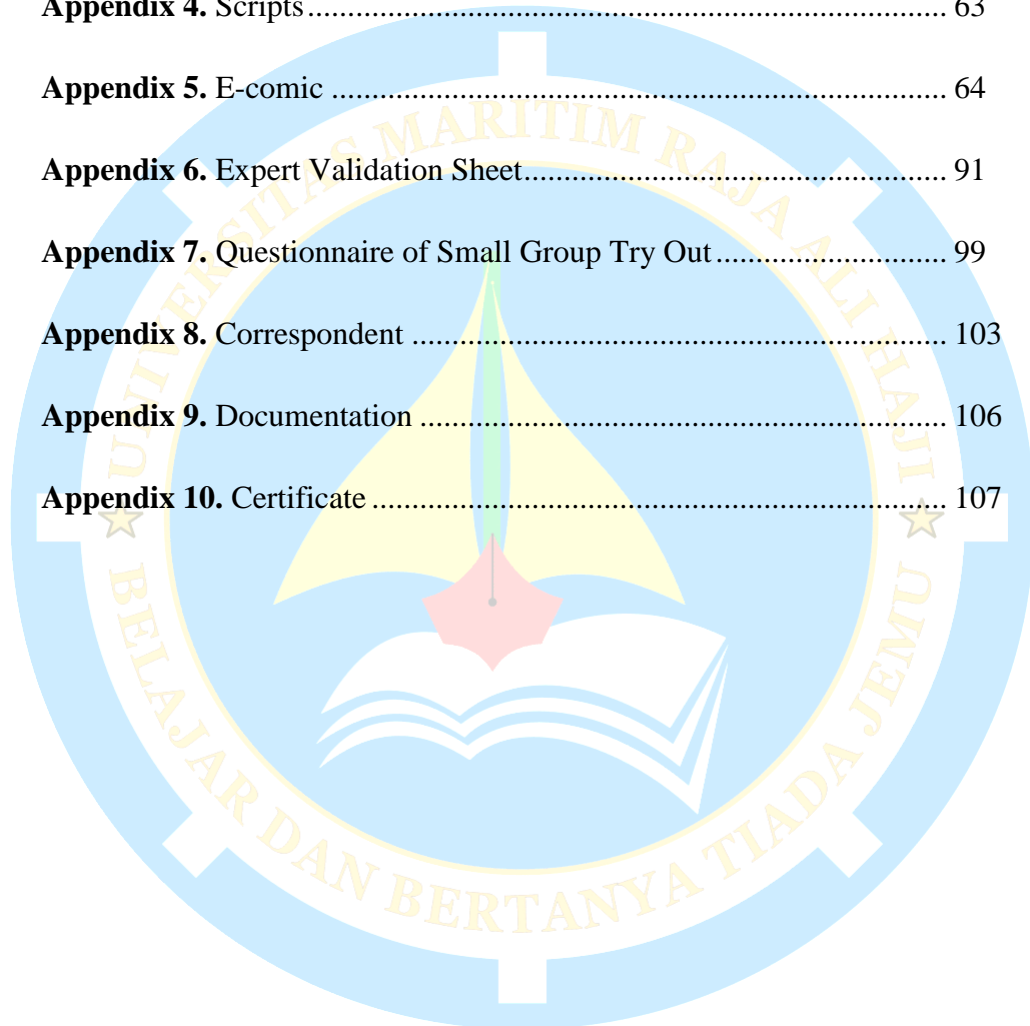 Appendix 4. Scripts............................................................................................... 63
Appendix 5. E-comic ........................................................................................... 64
Appendix 6. Expert Validation Sheet.............................................................. 91
Appendix 7. Questionnaire of Small Group Try Out.................................. 99
Appendix 8. Correspondent ............................................................................... 103
Appendix 9. Documentation .............................................................................. 106
Appendix 10. Certificate ..................................................................................... 107
UNIVERSITAS MARITIM RAJA ALI HAJI
BELAJAR DAN BERTANYA TIADA JEMU